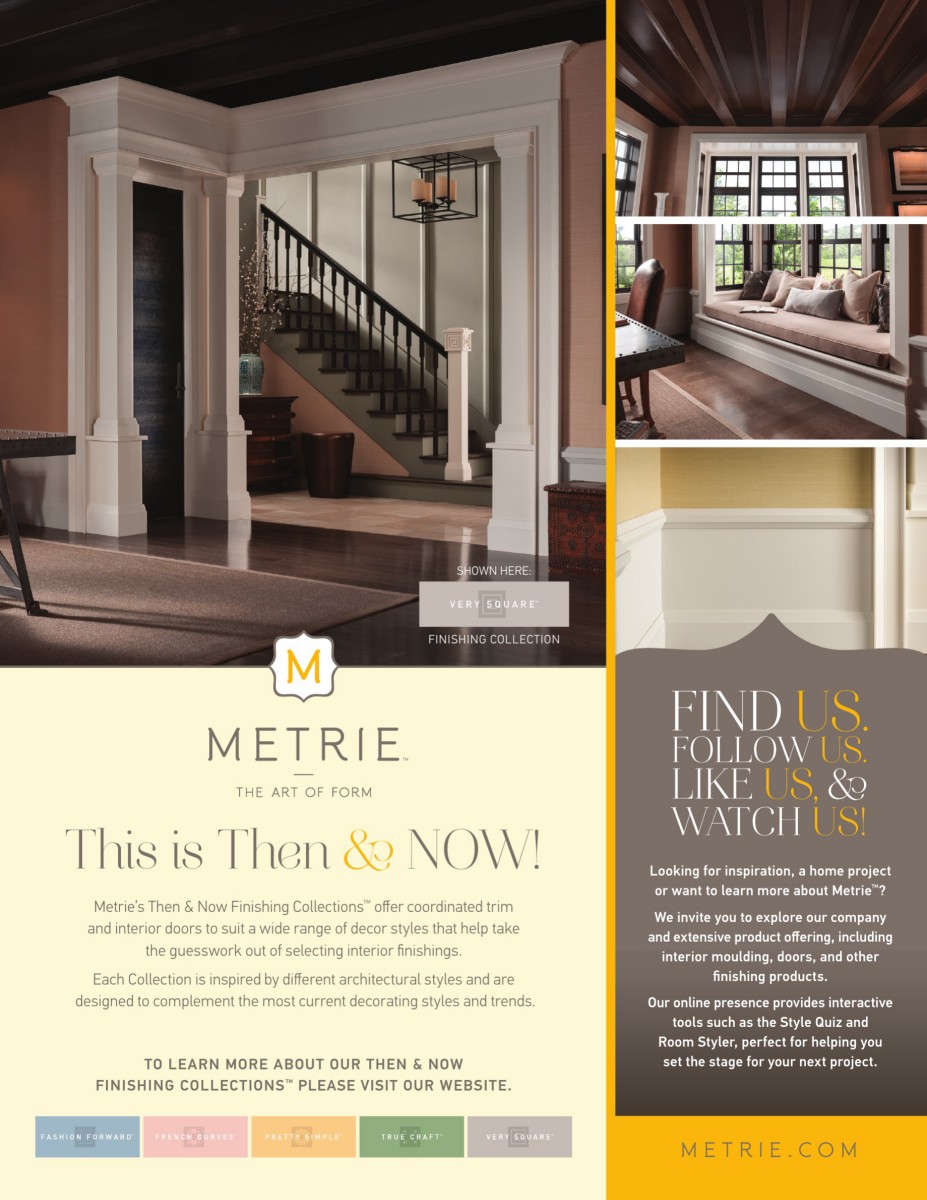 SHOWN HERE:
VERY SQUARE™
FINISHING COLLECTION
M
METRIE™
THE ART OF FORM
This is Then & NOW!
Metrie's Then & Now Finishing Collections™ offer coordinated trim
and interior doors to suit a wide range of decor styles that help take
the guesswork out of selecting interior finishings.
Each Collection is inspired by different architectural styles and are
designed to complement the most current decorating styles and trends.
TO LEARN MORE ABOUT OUR THEN & NOW
FINISHING COLLECTIONS™ PLEASE VISIT OUR WEBSITE.
FASHION FORWARD™
FRENCH CURVES™
PRETTY SIMPLE™
TRUE CRAFT™
VERY SQUARE™
FIND US.
FOLLOW US.
LIKE US, &
WATCH US!
Looking for inspiration, a home project
or want to learn more about Metrie™?
We invite you to explore our company
and extensive product offering, including
interior moulding, doors, and other
finishing products.
Our online presence provides interactive
tools such as the Style Quiz and
Room Styler, perfect for helping you
set the stage for your next project.
METRIE.COM